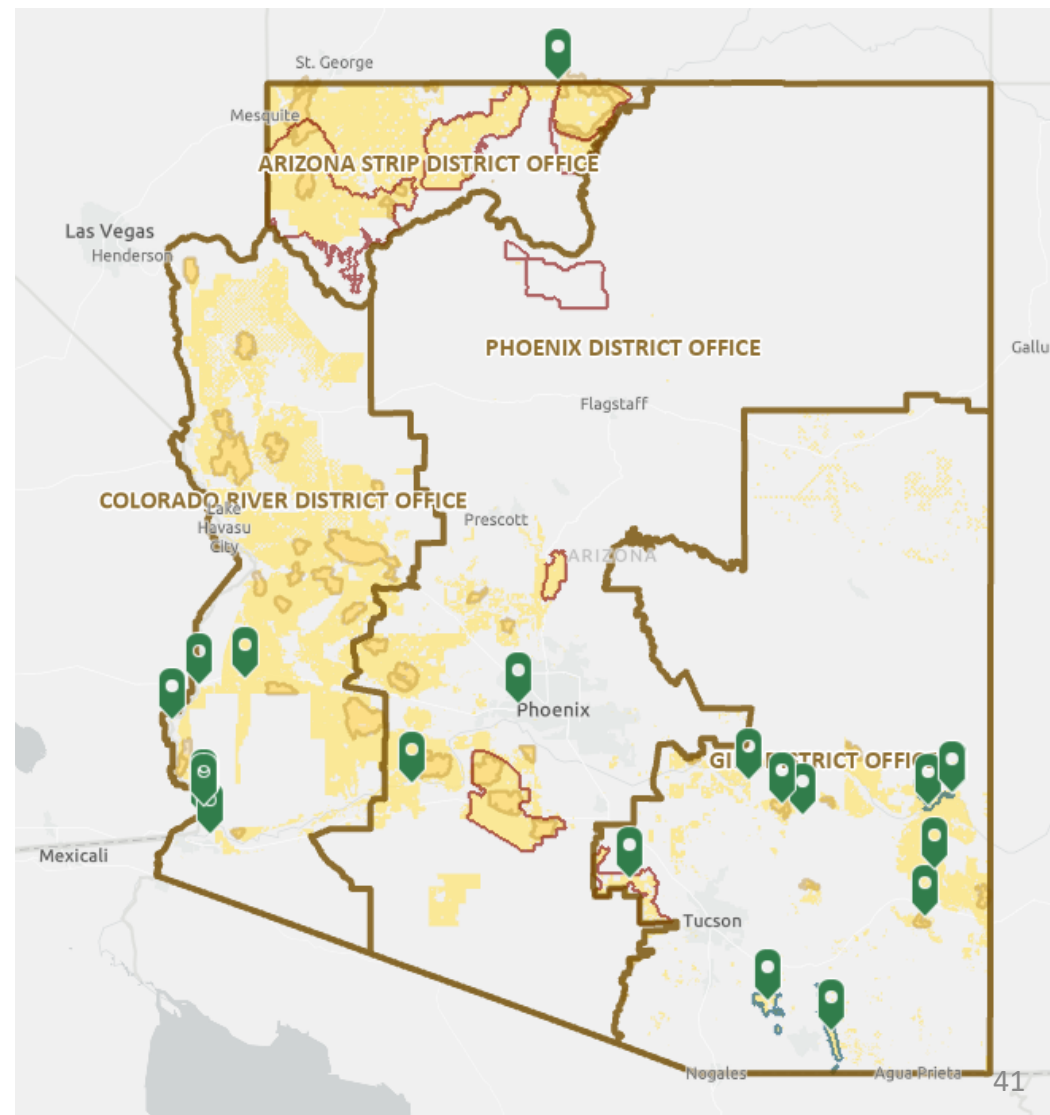 St. George
Mesquite
ARIZONA STRIP DISTRICT OFFICE
Las Vegas
Henderson
PHOENIX DISTRICT OFFICE
Gallu
Flagstaff
COLORADO RIVER DISTRICT OFFICE
Lake
Havasu
City
Prescott
ARIZONA
Phoenix
DISTRICT OFFIC
Mexicali
Tucson
Nogales
Agua Prieta
41